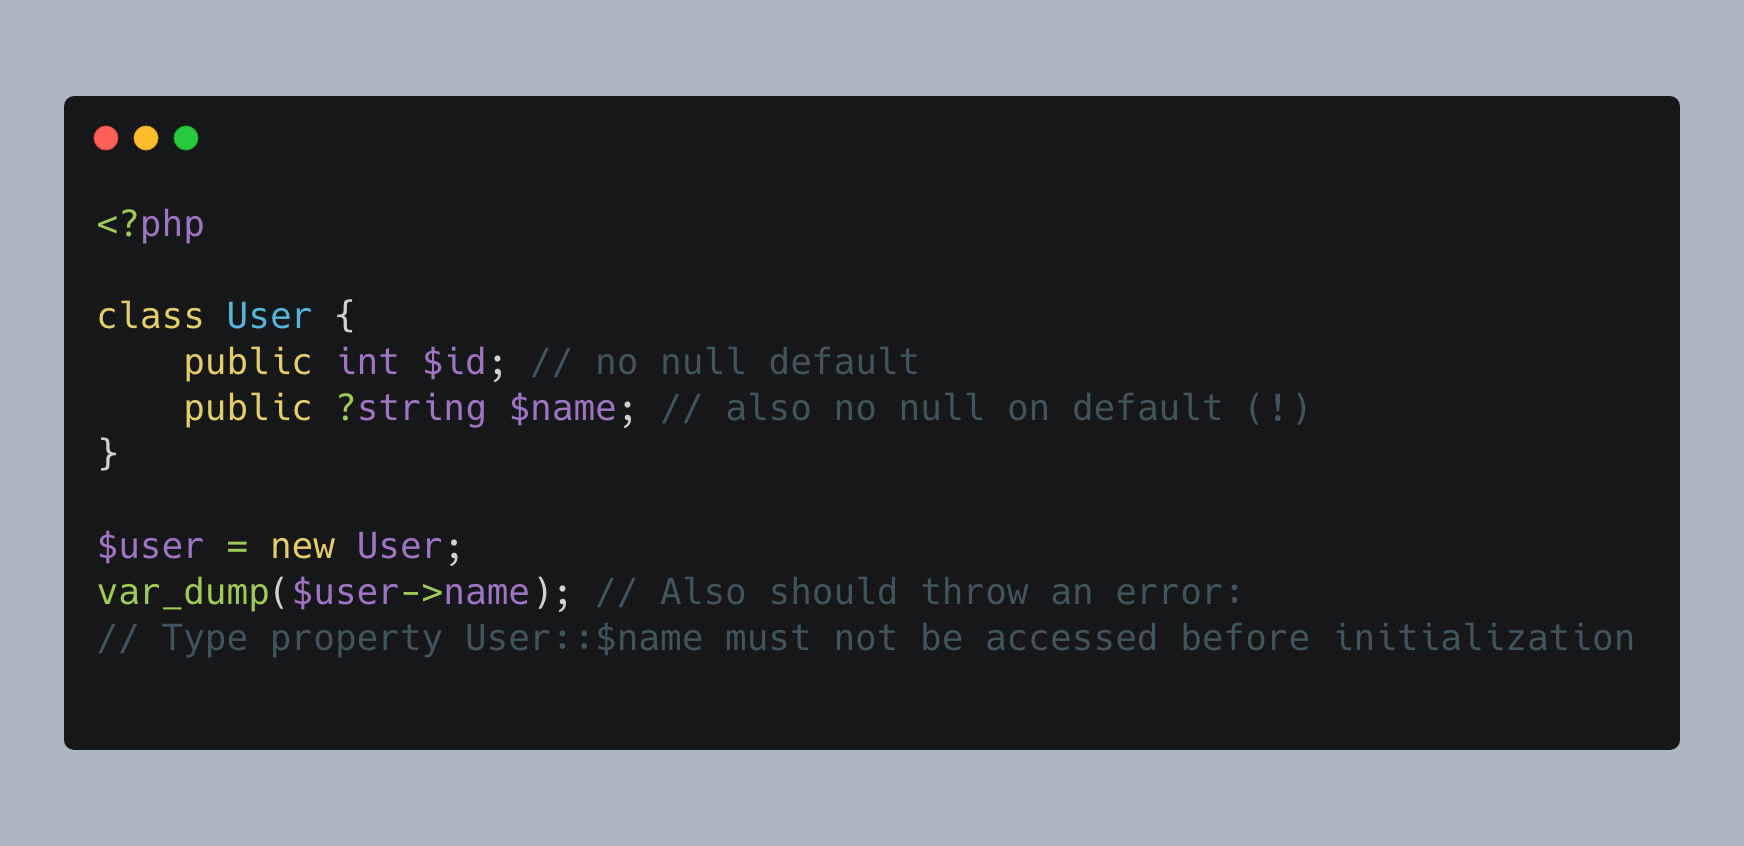 <?php
class User {
    public int $id; // no null default
    public ?string $name; // also no null on default (!)
}
$user = new User;
var_dump($user->name); // Also should throw an error:
// Type property User::$name must not be accessed before initialization